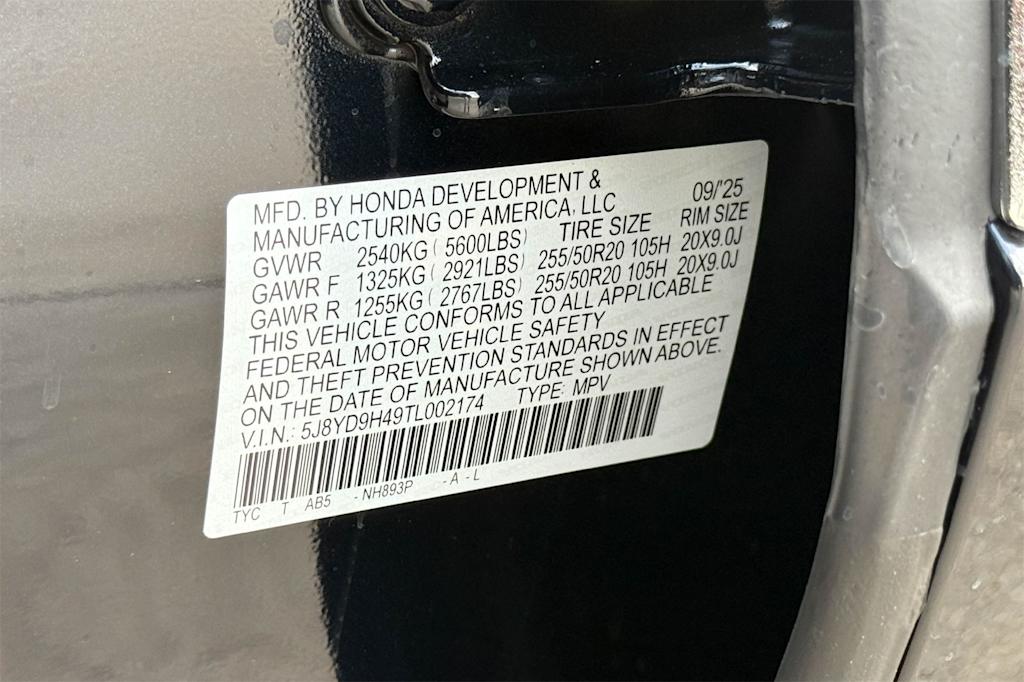 MFD. BY HONDA DEVELOPMENT & 09/'25
MANUFACTURING OF AMERICA, LLC
GVWR 2540KG ( 5600LBS) TIRE SIZE RIM SIZE
GAWR F 1325KG ( 2921LBS) 255/50R20 105H 20X9.0J
GAWR R 1255KG ( 2767LBS) 255/50R20 105H 20X9.0J
THIS VEHICLE CONFORMS TO ALL APPLICABLE
FEDERAL MOTOR VEHICLE SAFETY
AND THEFT PREVENTION STANDARDS IN EFFECT
ON THE DATE OF MANUFACTURE SHOWN ABOVE.
V.I.N.: 5J8YD9H49TL002174 TYPE: MPV
TYC T AB5 - NH893P - A - L